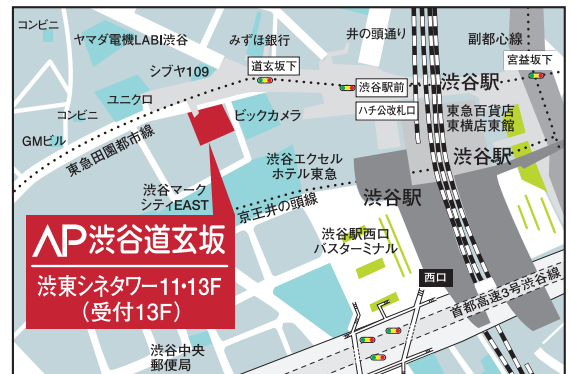 コンビニ
ヤマダ電機LABI渋谷
みずほ銀行
井の頭通り
副都心線
シブヤ109
道玄坂下
宮益坂下
渋谷駅前
渋谷駅
ユニクロ
ハチ公改札口
コンビニ
ビックカメラ
東急百貨店
東横店東館
GMビル
東急田園都市線
渋谷エクセル
ホテル東急
渋谷駅
渋谷マーク
シティEAST
京王井の頭線
渋谷駅
AP渋谷道玄坂
渋東シネタワー11・13F
(受付13F)
渋谷駅西口
バスターミナル
西口
首都高速3号渋谷線
渋谷中央
郵便局